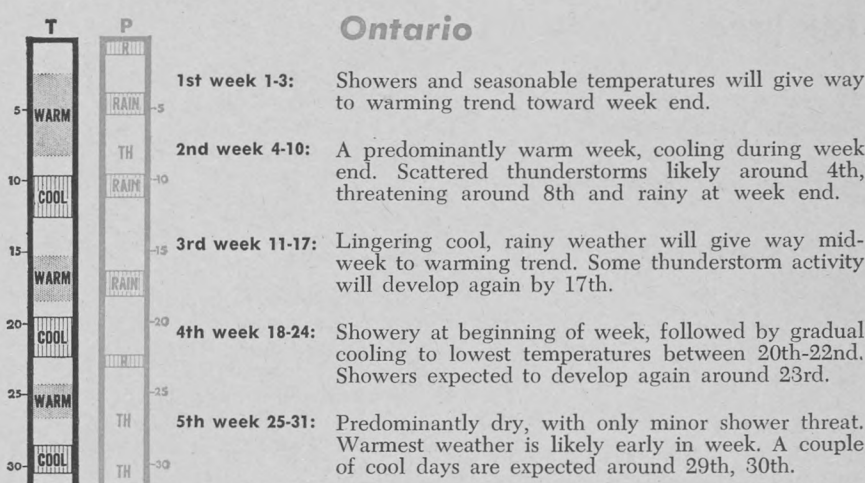 T P Ontario
R
1st week 1-3: Showers and seasonable temperatures will give way
to warming trend toward week end.
5- WARM RAIN -5
2nd week 4-10: A predominantly warm week, cooling during week
end. Scattered thunderstorms likely around 4th,
threatening around 8th and rainy at week end.
TH
10- COOL RAIN -10
3rd week 11-17: Lingering cool, rainy weather will give way mid-
week to warming trend. Some thunderstorm activity
will develop again by 17th.
15- WARM RAIN -15
4th week 18-24: Showery at beginning of week, followed by gradual
cooling to lowest temperatures between 20th-22nd.
Showers expected to develop again around 23rd.
20- COOL R -20
5th week 25-31: Predominantly dry, with only minor shower threat.
Warmest weather is likely early in week. A couple
of cool days are expected around 29th, 30th.
25- WARM TH -25
30- COOL TH -30